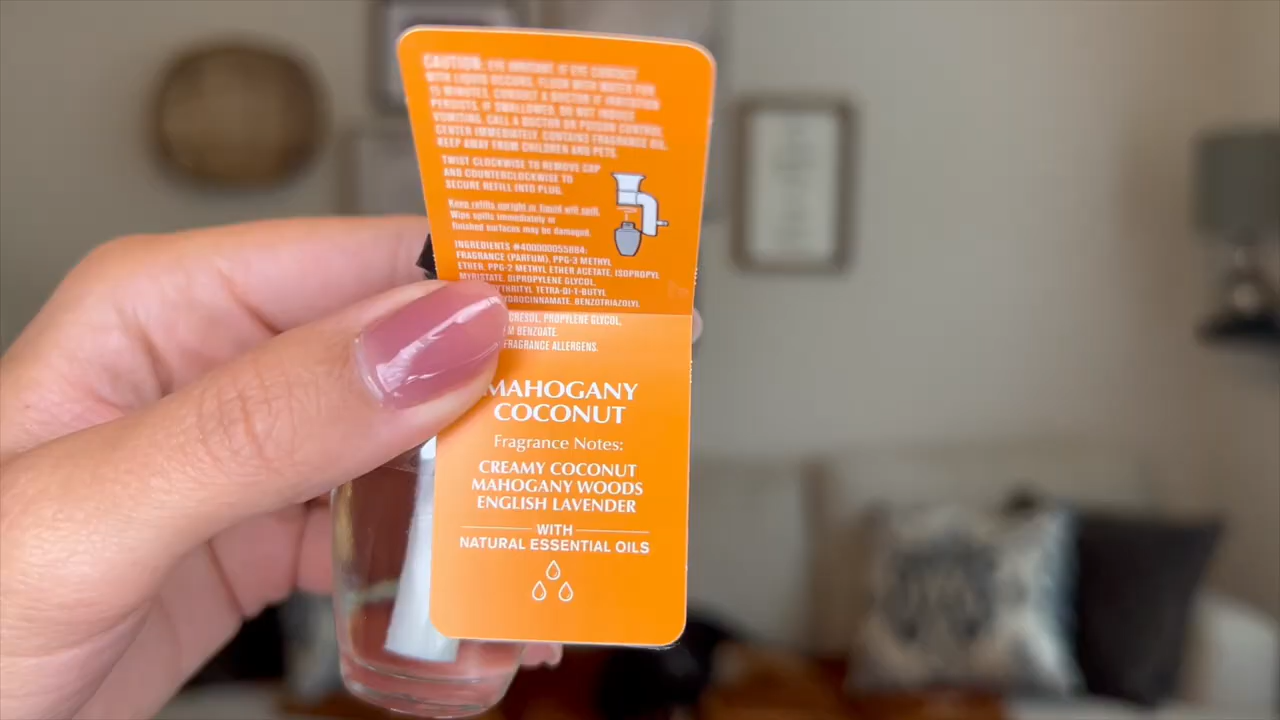 CAUTION: EYE IRRITANT. IF EYE CONTACT
WITH LIQUID OCCURS, FLUSH WITH WATER FOR
15 MINUTES. CONSULT A DOCTOR IF IRRITATION
PERSISTS. IF SWALLOWED, DO NOT INDUCE
VOMITING. CALL A DOCTOR OR POISON CONTROL
CENTER IMMEDIATELY. CONTAINS FRAGRANCE OIL.
KEEP AWAY FROM CHILDREN AND PETS.
TWIST CLOCKWISE TO REMOVE CAP
AND COUNTERCLOCKWISE TO
SECURE REFILL INTO PLUG.
Keep refills upright or liquid will spill.
Wipe spills immediately or
finished surfaces may be damaged.
INGREDIENTS #400000055884:
FRAGRANCE (PARFUM), PPG-3 METHYL
ETHER, PPG-2 METHYL ETHER ACETATE, ISOPROPYL
MYRISTATE, DIPROPYLENE GLYCOL,
TETRA-DI-T-BUTYL
BENZOTRIAZOLYL
PROPYLENE GLYCOL,
BENZOATE.
FRAGRANCE ALLERGENS.
MAHOGANY
COCONUT
Fragrance Notes:
CREAMY COCONUT
MAHOGANY WOODS
ENGLISH LAVENDER
WITH
NATURAL ESSENTIAL OILS